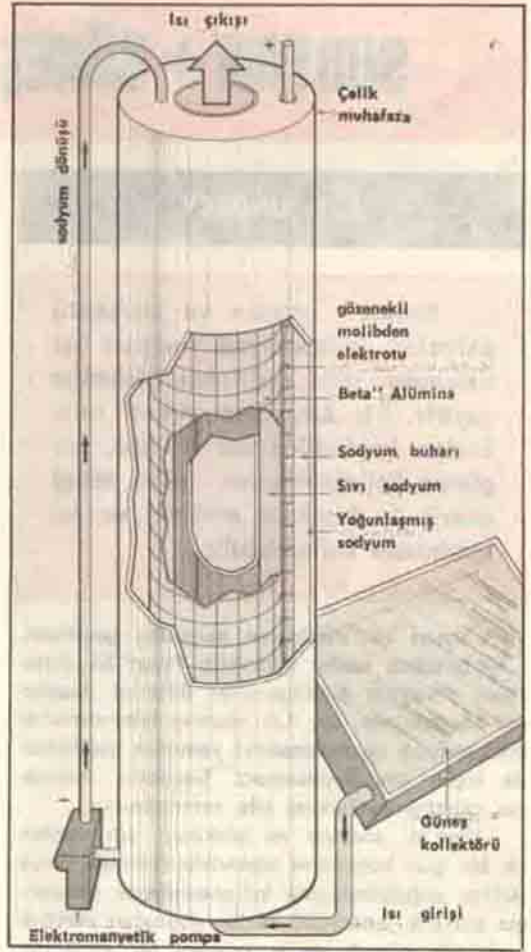 Isı çıkışı
+
Çelik
muhafaza
sodyum dönüşü
gözenekli
molibden
elektrotu
Beta'' Alümina
Sodyum buharı
Sıvı sodyum
Yoğunlaşmış
sodyum
Güneş
kollektörü
−
Isı girişi
Elektromanyetik pompa